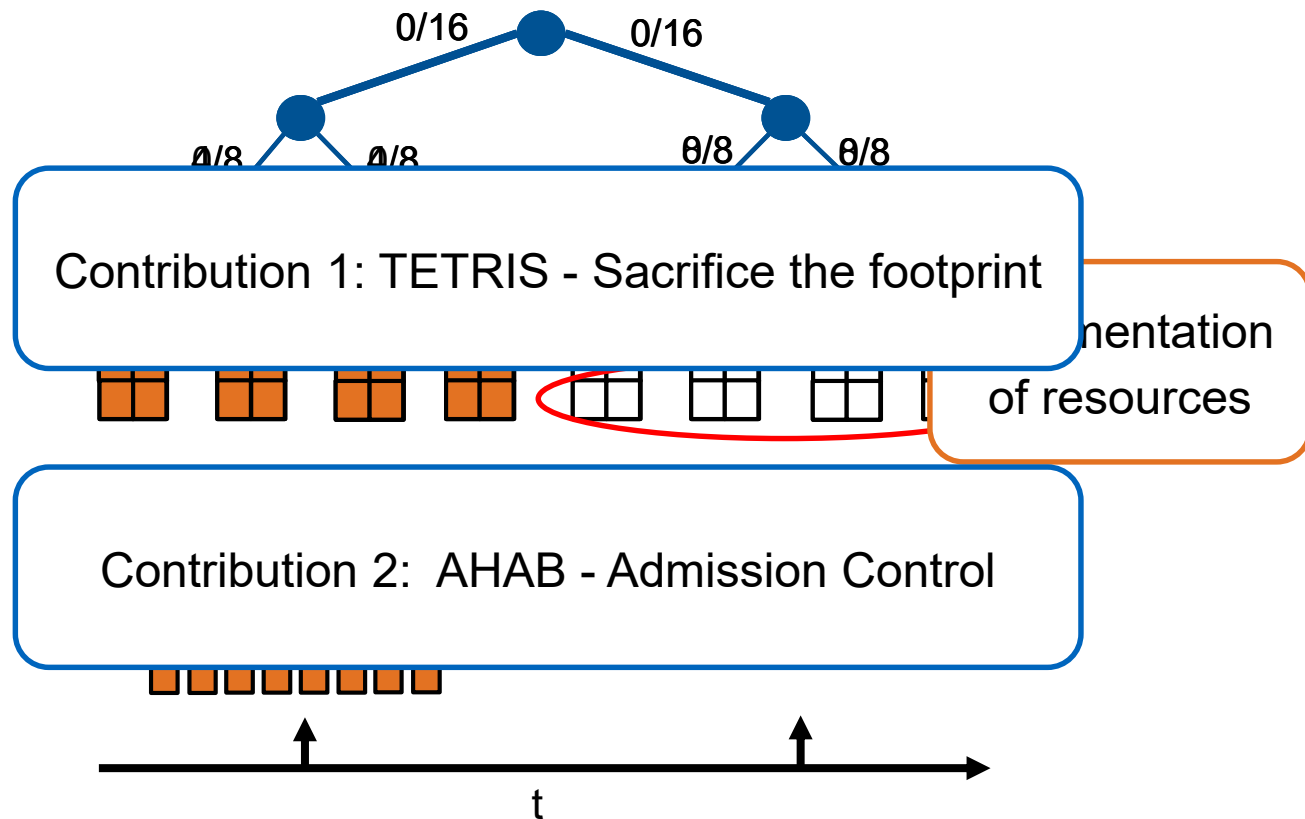 0/16
0/16
0/8
0/8
Contribution 1: TETRIS - Sacrifice the footprint
of resources
Contribution 2: AHAB - Admission Control
t